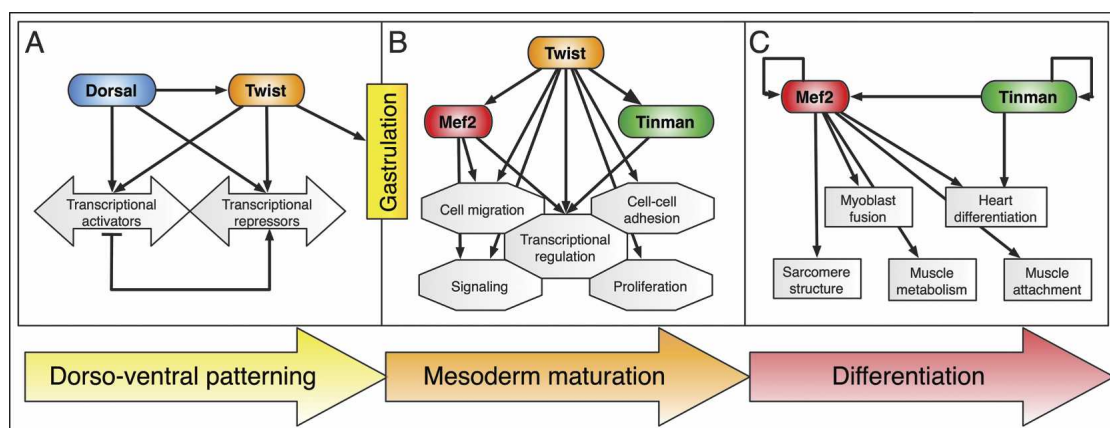 A
Dorsal
Twist
Transcriptional
activators
Transcriptional
repressors
Gastrulation
B
Twist
Mef2
Tinman
Cell migration
Cell-cell
adhesion
Transcriptional
regulation
Signaling
Proliferation
C
Mef2
Tinman
Myoblast
fusion
Heart
differentiation
Sarcomere
structure
Muscle
metabolism
Muscle
attachment
Dorso-ventral patterning
Mesoderm maturation
Differentiation